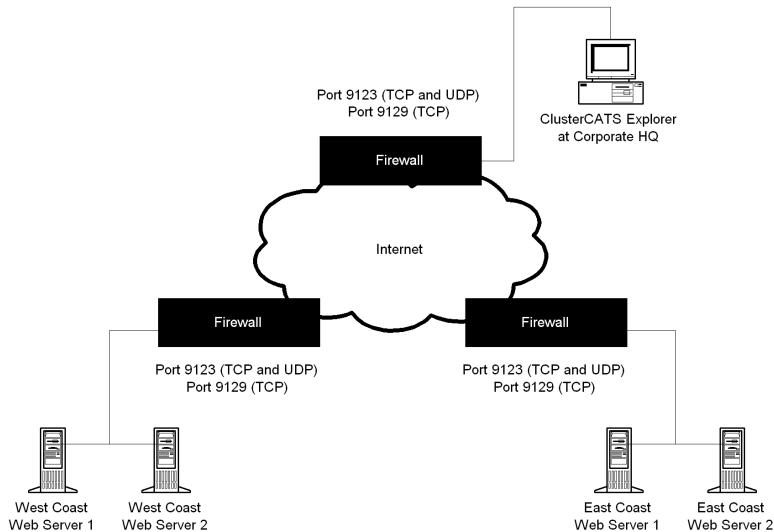 Port 9123 (TCP and UDP)
Port 9129 (TCP)
ClusterCATS Explorer
at Corporate HQ
Firewall
Internet
Firewall
Firewall
Port 9123 (TCP and UDP)
Port 9129 (TCP)
Port 9123 (TCP and UDP)
Port 9129 (TCP)
West Coast
Web Server 1
West Coast
Web Server 2
East Coast
Web Server 1
East Coast
Web Server 2